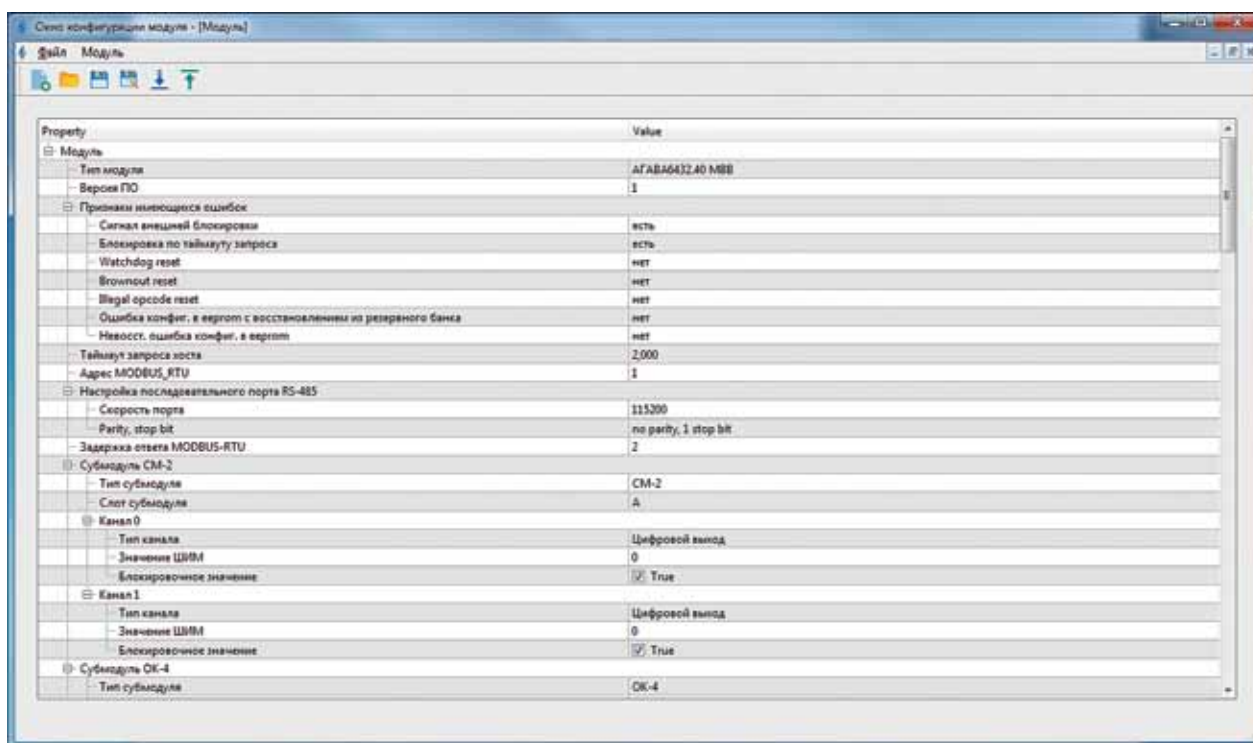 Окно конфигурации модуля - [Модуль]
Файл Модуль
Property Value
Модуль
Тип модуля АГАВА6432.40 МВВ
Версия ПО 1
Признаки имеющихся ошибок
Сигнал внешней блокировки есть
Блокировка по таймауту запроса есть
Watchdog reset нет
Brownout reset нет
Illegal opcode reset нет
Ошибка конфиг. в eeprom с восстановлением из резервного банка нет
Невосст. ошибка конфиг. в eeprom нет
Таймаут запроса хоста 2,000
Адрес MODBUS_RTU 1
Настройка последовательного порта RS-485
Скорость порта 115200
Parity, stop bit no parity, 1 stop bit
Задержка ответа MODBUS-RTU 2
Субмодуль СМ-2
Тип субмодуля СМ-2
Слот субмодуля A
Канал 0
Тип канала Цифровой выход
Значение ШИМ 0
Блокировочное значение True
Канал 1
Тип канала Цифровой выход
Значение ШИМ 0
Блокировочное значение True
Субмодуль ОК-4
Тип субмодуля ОК-4